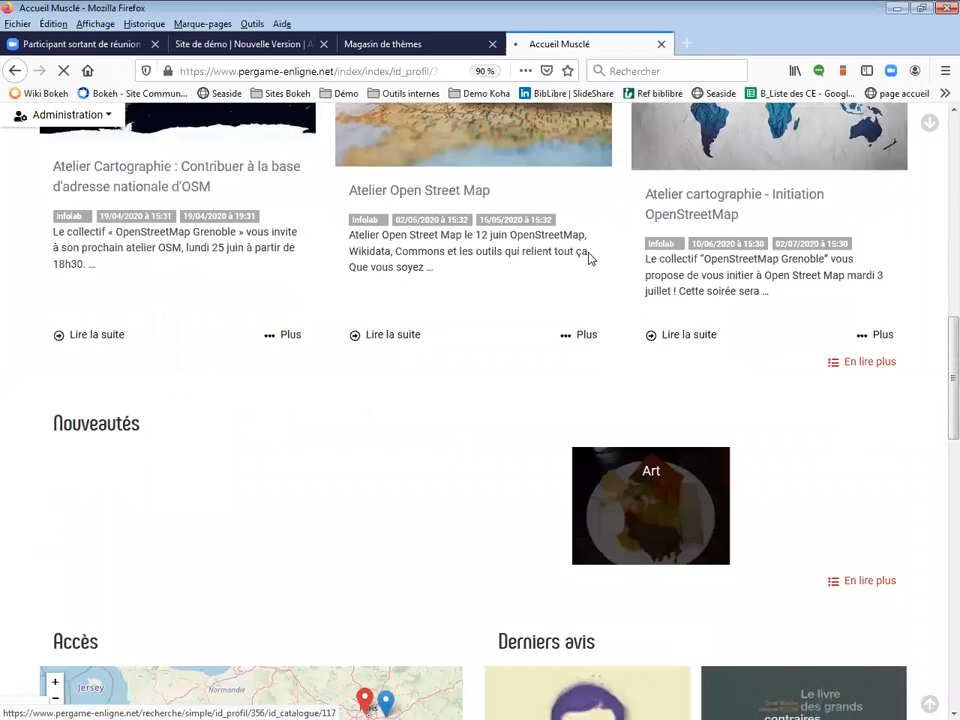 Accueil Musclé - Mozilla Firefox
Fichier Édition Affichage Historique Marque-pages Outils Aide
Participant sortant de réunion
Site de démo | Nouvelle Version | A
Magasin de thèmes
Accueil Musclé
https://www.pergame-enligne.net/index/index/id_profil/3
90 %
Rechercher
Wiki Bokeh
Bokeh - Site Commun...
Seaside
Sites Bokeh
Démo
Outils internes
Demo Koha
BibLibre | SlideShare
Ref biblibre
Seaside
B_Liste des CE - Googl...
page accueil
Administration
Atelier Cartographie : Contribuer à la base
d'adresse nationale d'OSM
Infolab 19/04/2020 à 15:31 19/04/2020 à 19:31
Le collectif « OpenStreetMap Grenoble » vous invite
à son prochain atelier OSM, lundi 25 juin à partir de
18h30. ...
Lire la suite
Plus
Atelier Open Street Map
Infolab 02/05/2020 à 15:32 15/05/2020 à 15:32
Atelier Open Street Map le 12 juin OpenStreetMap,
Wikidata, Commons et les outils qui relient tout ça.
Que vous soyez ...
Lire la suite
Plus
Atelier cartographie - Initiation
OpenStreetMap
Infolab 10/06/2020 à 15:30 02/07/2020 à 15:30
Le collectif "OpenStreetMap Grenoble" vous
propose de vous initier à Open Street Map mardi 3
juillet ! Cette soirée sera ...
Lire la suite
Plus
En lire plus
Nouveautés
Art
En lire plus
Accès
Derniers avis
+
−
Jersey
Normandie
Paris
Le livre
des grands
contraires
https://www.pergame-enligne.net/recherche/simple/id_profil/356/id_catalogue/117